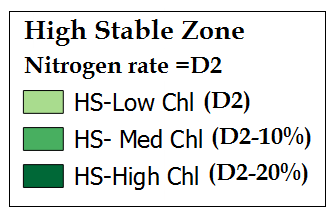 High Stable Zone
Nitrogen rate =D2
HS-Low Chl (D2)
HS- Med Chl (D2-10%)
HS-High Chl (D2-20%)